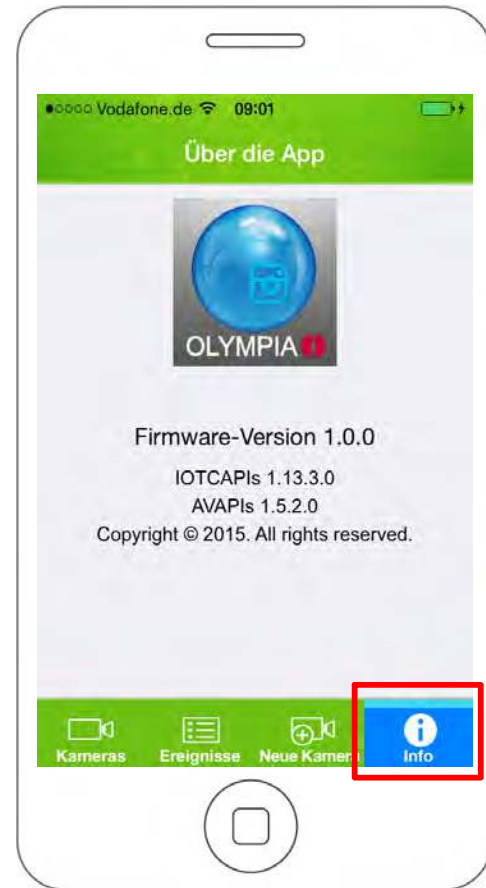 Vodafone.de 09:01
Über die App
OLYMPIA
Firmware-Version 1.0.0
IOTCAPIs 1.13.3.0
AVAPIs 1.5.2.0
Copyright © 2015. All rights reserved.
Kameras Ereignisse Neue Kamera Info